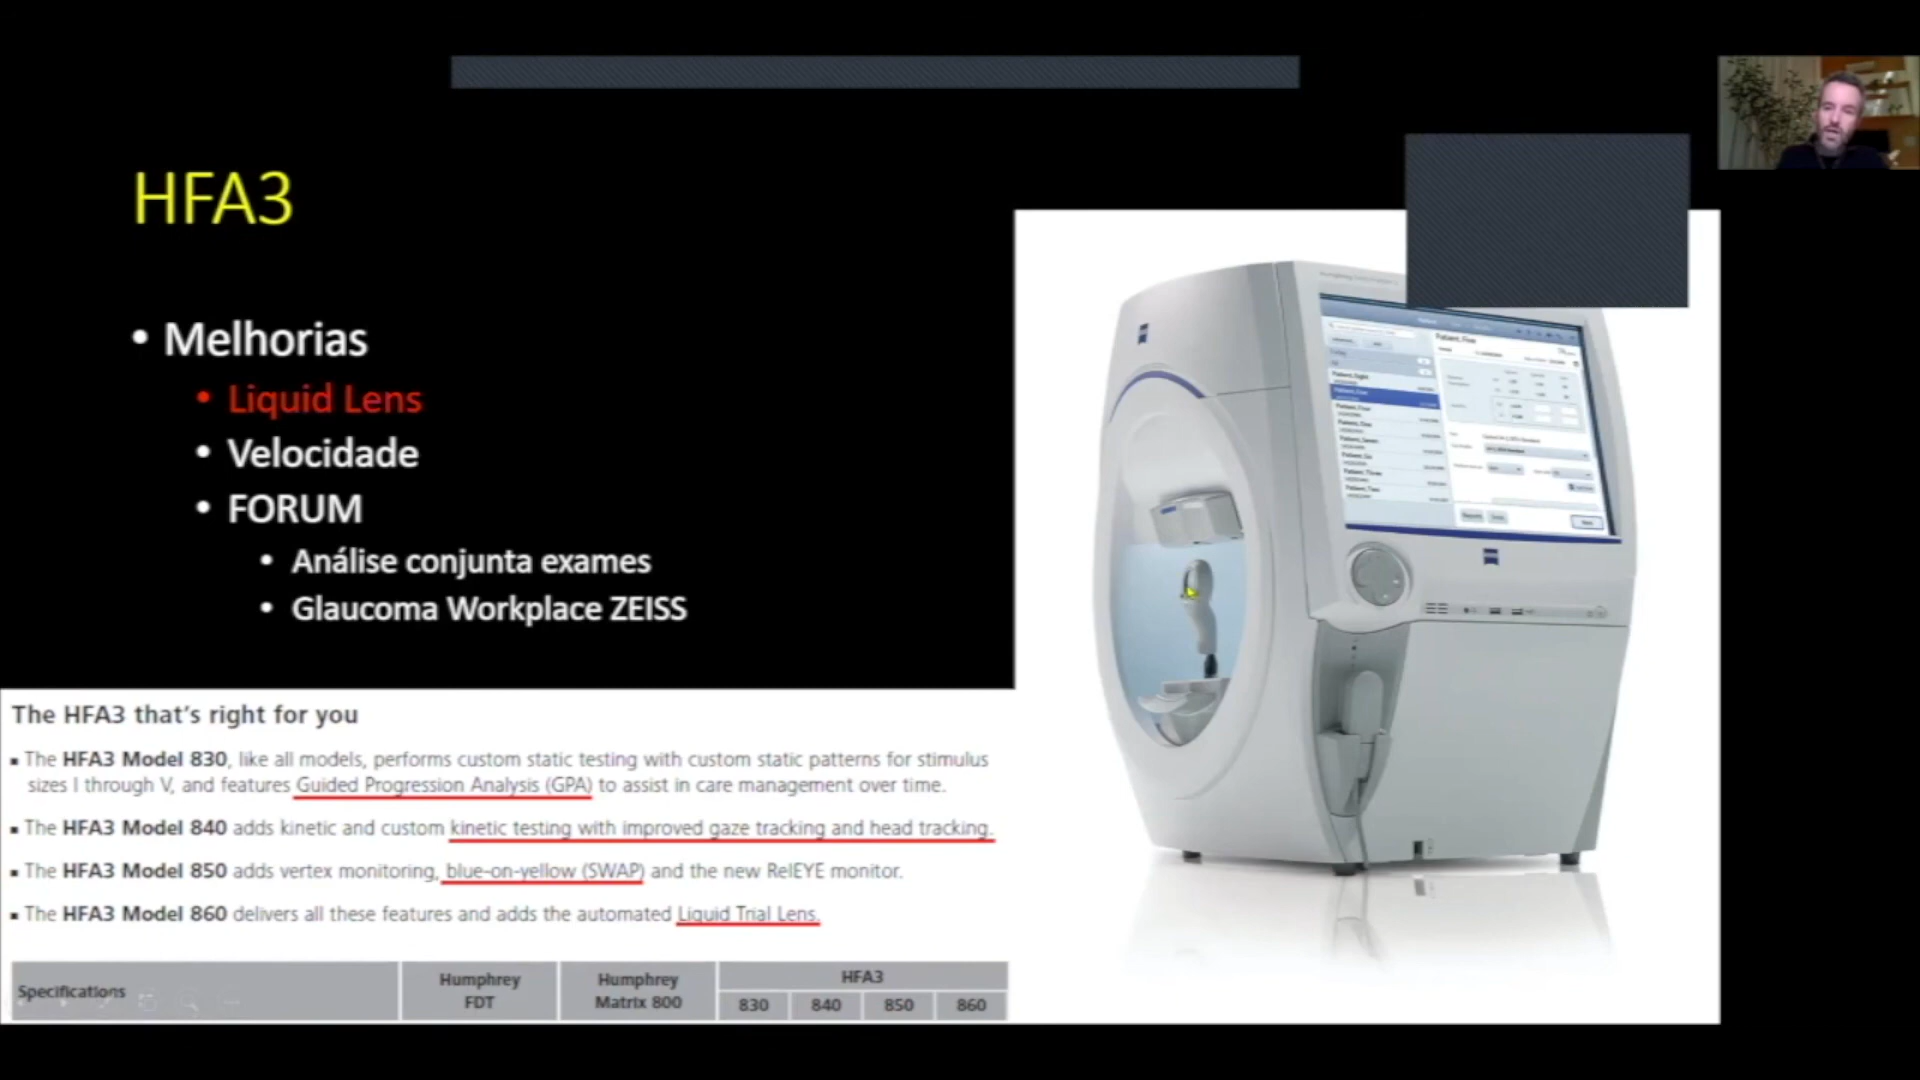 HFA3
• Melhorias
• Liquid Lens
• Velocidade
• FORUM
• Análise conjunta exames
• Glaucoma Workplace ZEISS
The HFA3 that's right for you
▪ The HFA3 Model 830, like all models, performs custom static testing with custom static patterns for stimulus
sizes I through V, and features Guided Progression Analysis (GPA) to assist in care management over time.
▪ The HFA3 Model 840 adds kinetic and custom kinetic testing with improved gaze tracking and head tracking.
▪ The HFA3 Model 850 adds vertex monitoring, blue-on-yellow (SWAP) and the new RelEYE monitor.
▪ The HFA3 Model 860 delivers all these features and adds the automated Liquid Trial Lens.
Specifications
Humphrey
FDT
Humphrey
Matrix 800
HFA3
830 840 850 860
Patient, Five